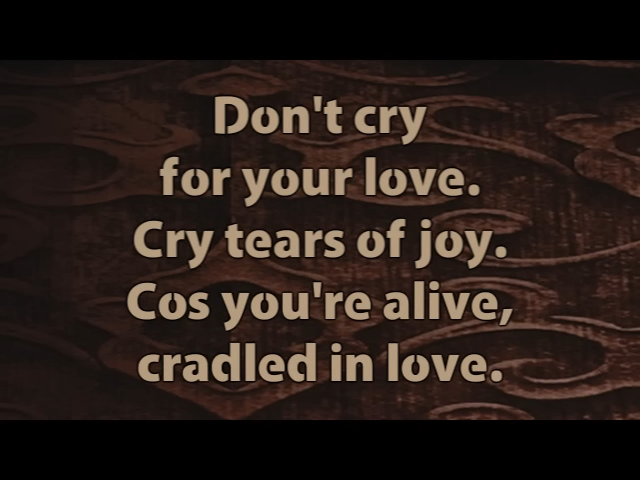 Don't cry
for your love.
Cry tears of joy.
Cos you're alive,
cradled in love.